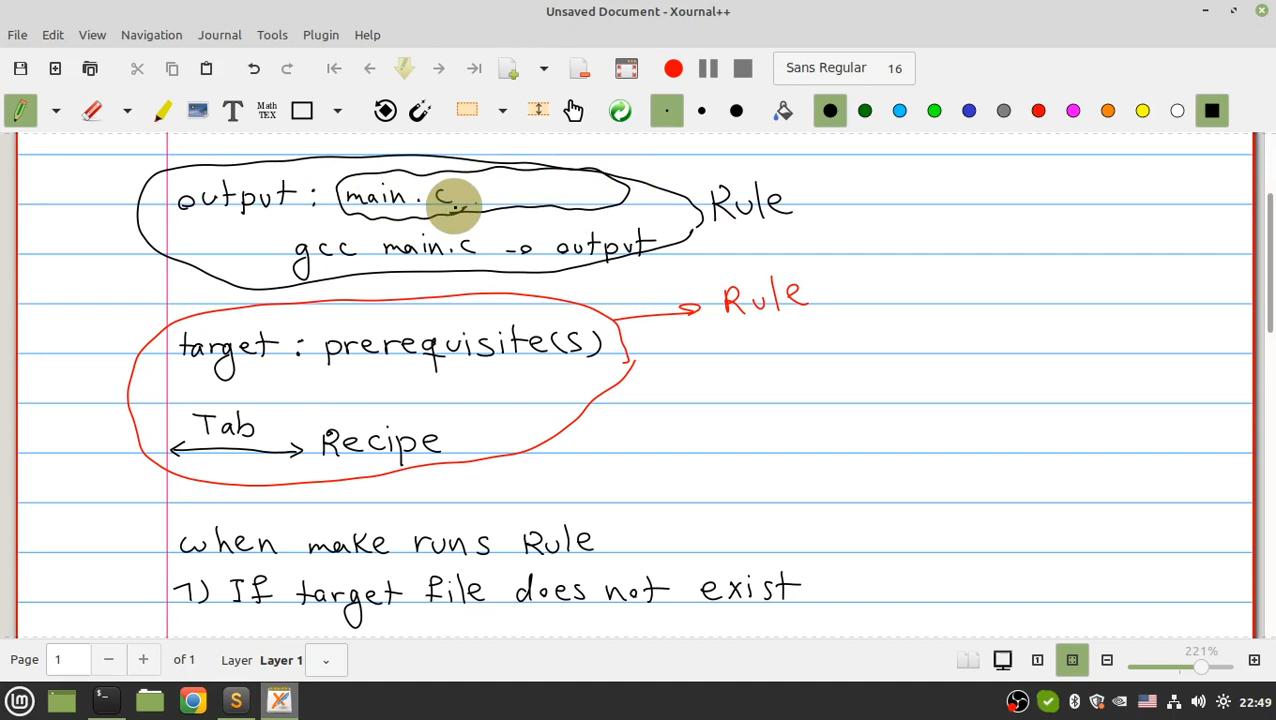 Unsaved Document - Xournal++
File Edit View Navigation Journal Tools Plugin Help
Sans Regular 16
Math
TEX
output : main.c
Rule
gcc main.c -o output
Rule
target : prerequisite(s)
Tab
Recipe
when make runs Rule
1) If target file does not exist
Page 1 of 1 Layer Layer 1 221%
22:49